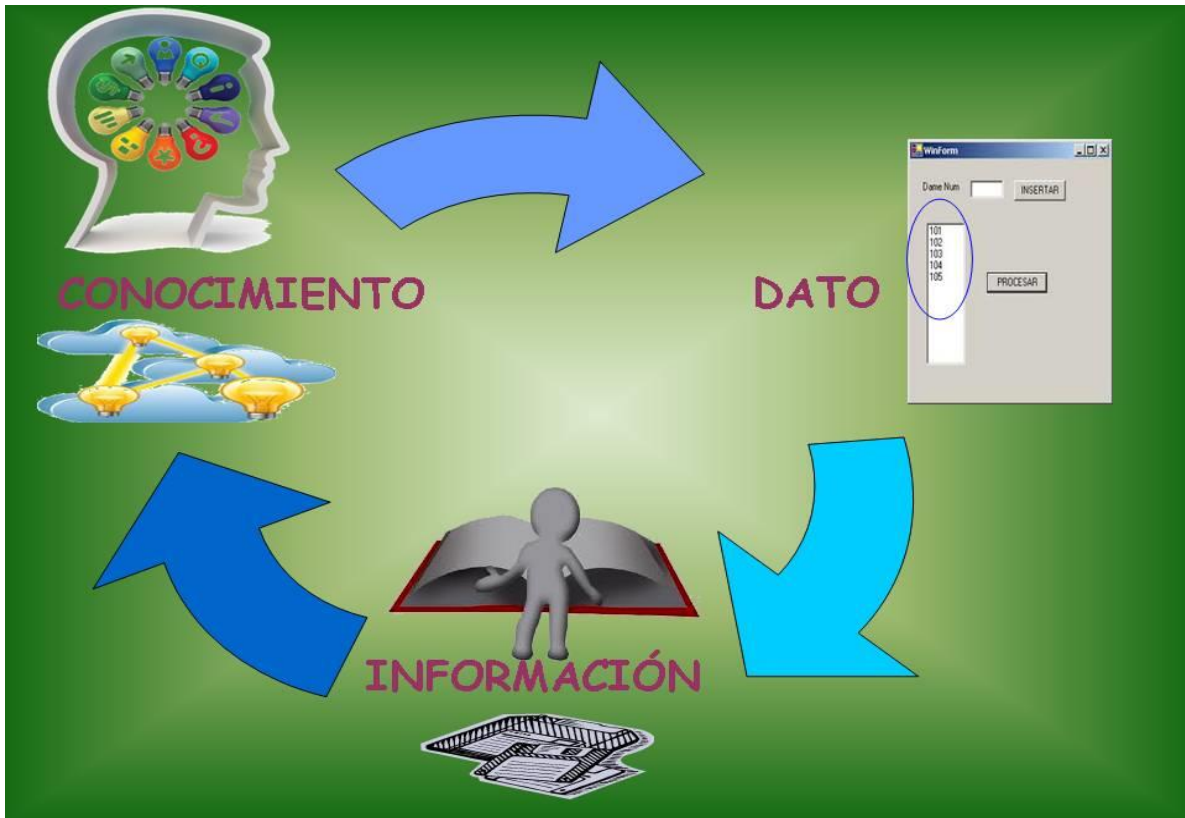 WinForm
Dame Num
INSERTAR
101
102
103
104
105
PROCESAR
CONOCIMIENTO
DATO
INFORMACIÓN